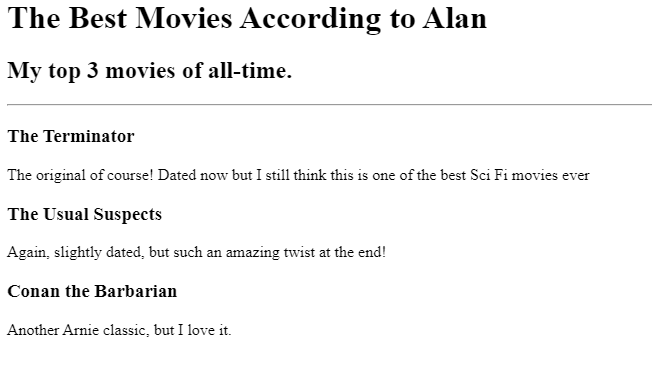 The Best Movies According to Alan
My top 3 movies of all-time.
The Terminator
The original of course! Dated now but I still think this is one of the best Sci Fi movies ever
The Usual Suspects
Again, slightly dated, but such an amazing twist at the end!
Conan the Barbarian
Another Arnie classic, but I love it.